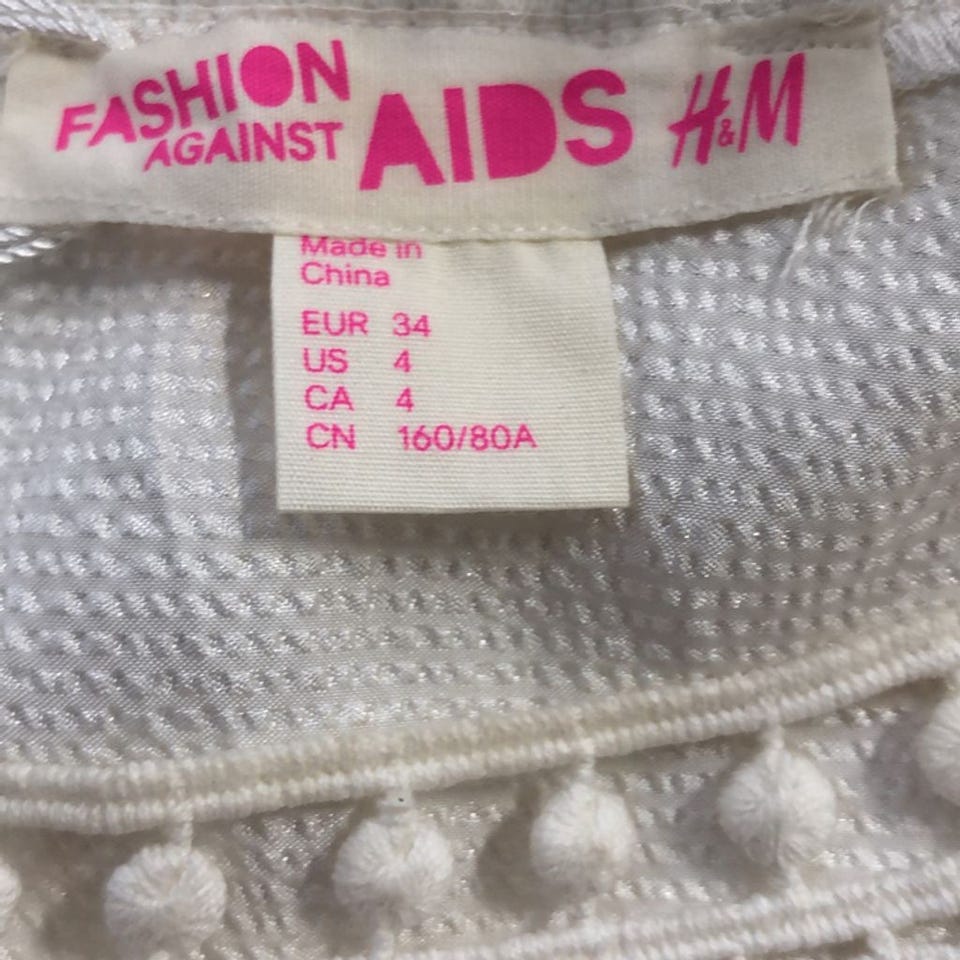 FASHION
AGAINST AIDS H&M
Made in
China
EUR 34
US 4
CA 4
CN 160/80A